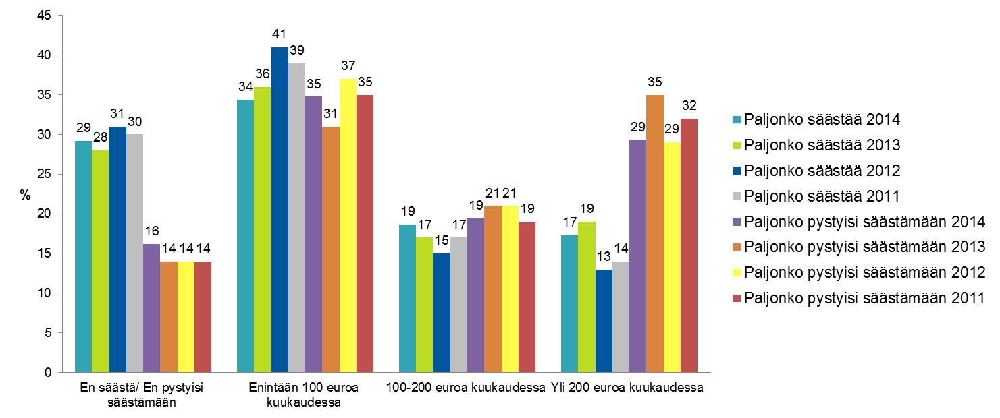 45
40
35
30
25
20
15
10
5
0
%
29 28 31 30 16 14 14 14
34 36 41 39 35 31 37 35
19 17 15 17 19 21 21 19
17 19 13 14 29 35 29 32
En säästä/ En pystyisi
säästämään
Enintään 100 euroa
kuukaudessa
100-200 euroa kuukaudessa
Yli 200 euroa kuukaudessa
Paljonko säästää 2014
Paljonko säästää 2013
Paljonko säästää 2012
Paljonko säästää 2011
Paljonko pystyisi säästämään 2014
Paljonko pystyisi säästämään 2013
Paljonko pystyisi säästämään 2012
Paljonko pystyisi säästämään 2011